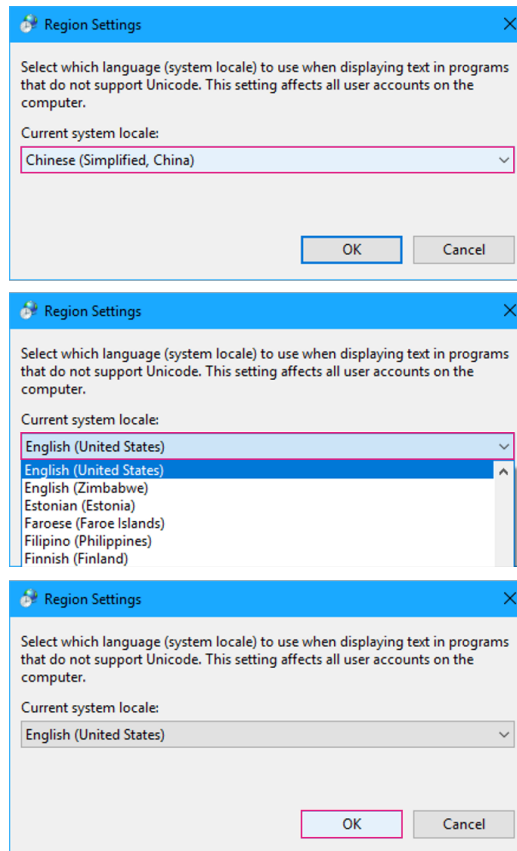 Region Settings
Select which language (system locale) to use when displaying text in programs
that do not support Unicode. This setting affects all user accounts on the
computer.
Current system locale:
Chinese (Simplified, China)
OK Cancel
Region Settings
Select which language (system locale) to use when displaying text in programs
that do not support Unicode. This setting affects all user accounts on the
computer.
Current system locale:
English (United States)
English (United States)
English (Zimbabwe)
Estonian (Estonia)
Faroese (Faroe Islands)
Filipino (Philippines)
Finnish (Finland)
Region Settings
Select which language (system locale) to use when displaying text in programs
that do not support Unicode. This setting affects all user accounts on the
computer.
Current system locale:
English (United States)
OK Cancel